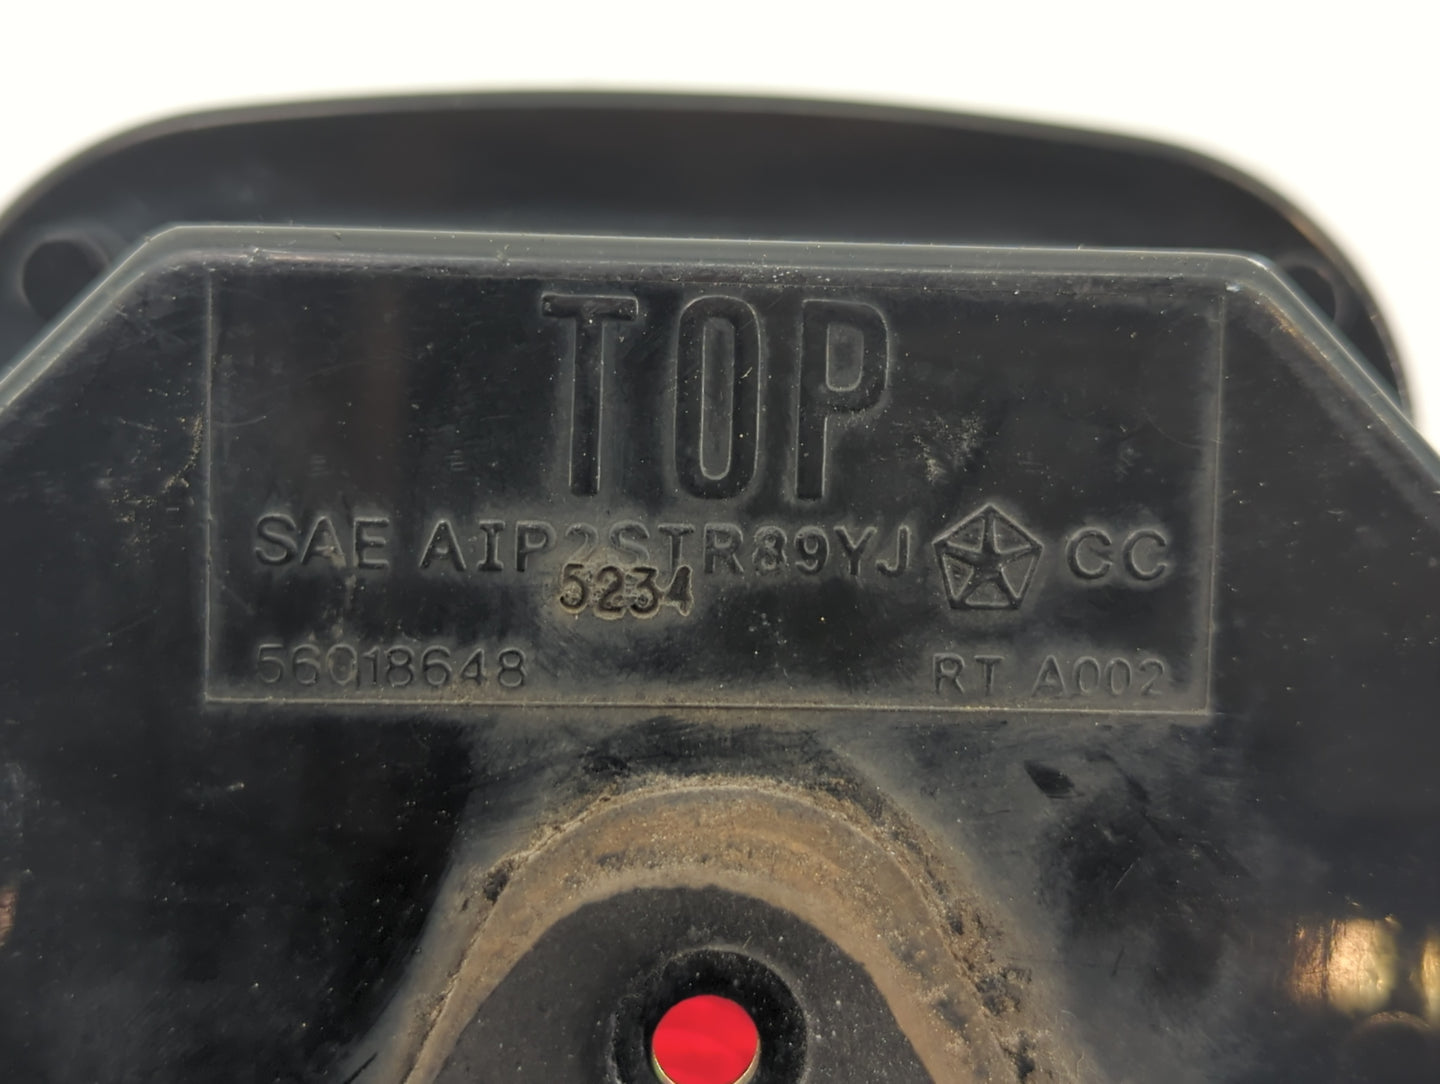 TOP
SAE AIP2STR89YJ CC
5234
56018648 RT A002